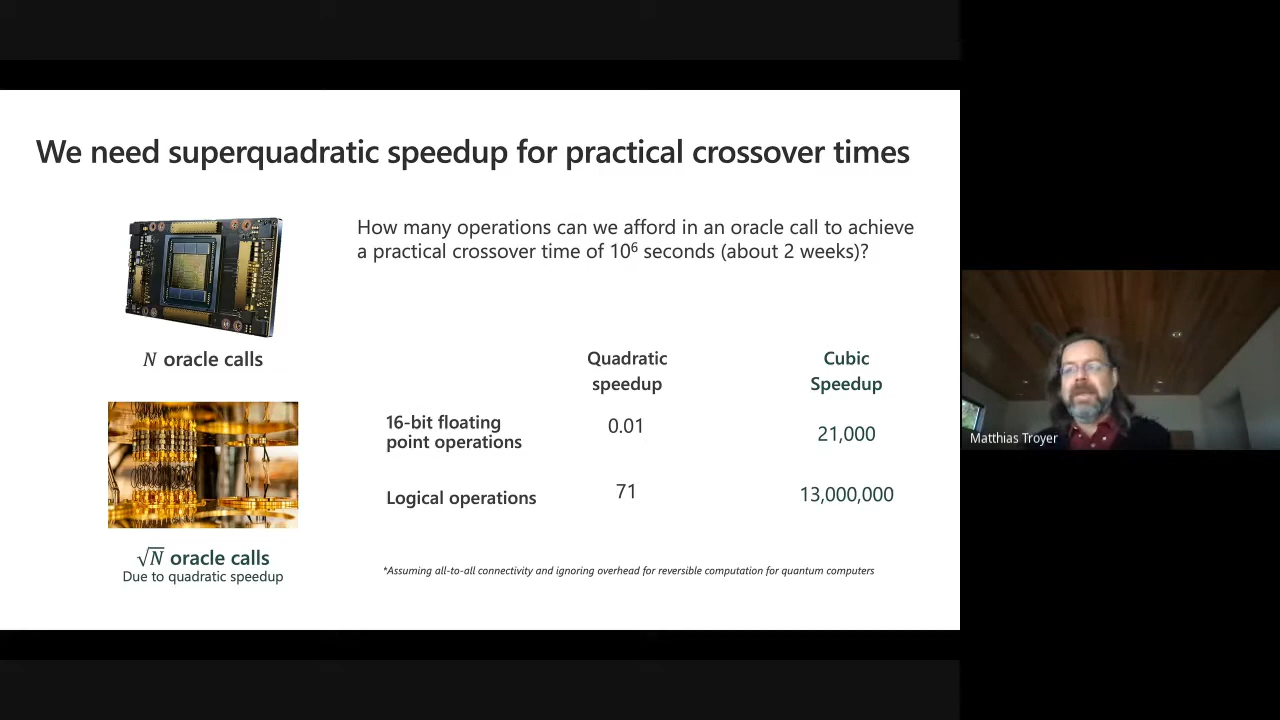 We need superquadratic speedup for practical crossover times
How many operations can we afford in an oracle call to achieve
a practical crossover time of 10⁶ seconds (about 2 weeks)?
N oracle calls
Quadratic
speedup
Cubic
Speedup
16-bit floating
point operations
0.01
21,000
Logical operations
71
13,000,000
√N oracle calls
Due to quadratic speedup
*Assuming all-to-all connectivity and ignoring overhead for reversible computation for quantum computers
Matthias Troyer